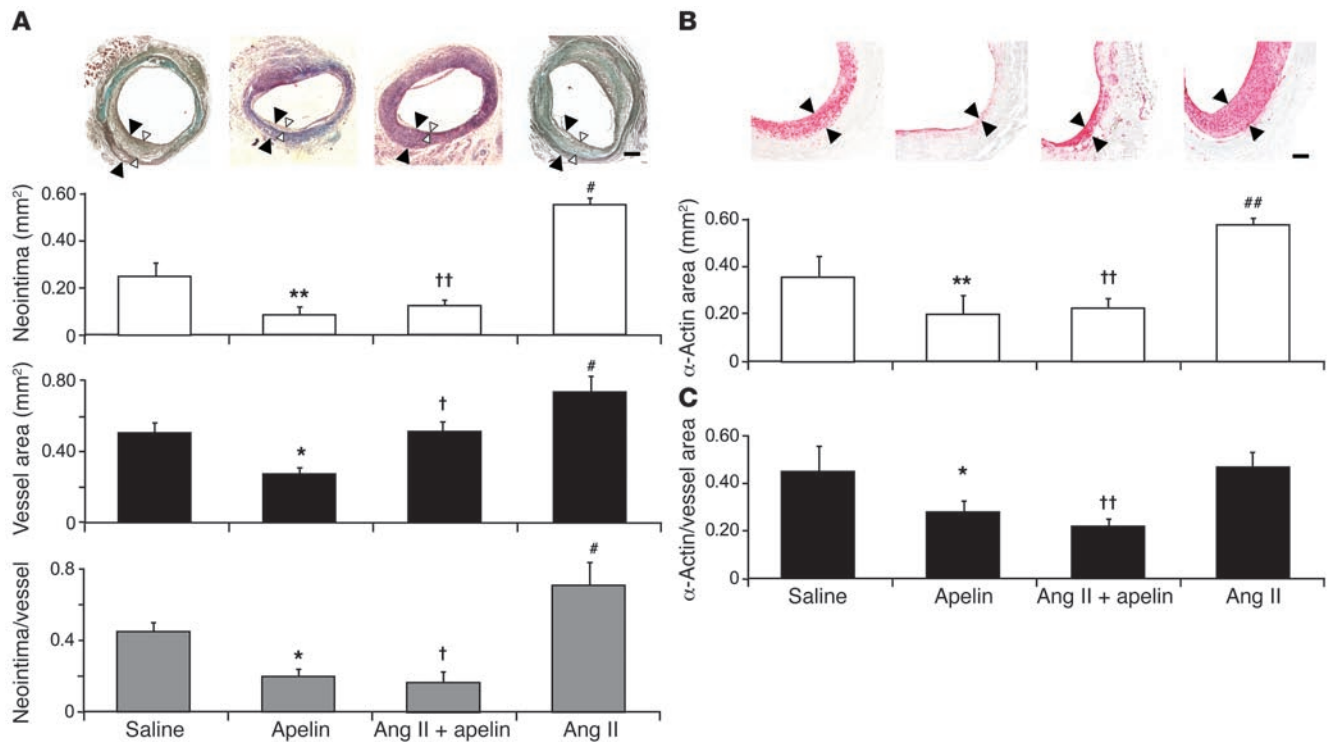 A
Neointima (mm²)
0.60
0.40
0.20
0
**
††
#
Vessel area (mm²)
0.80
0.40
0
*
†
#
Neointima/vessel
0.8
0.4
0
*
†
#
Saline
Apelin
Ang II + apelin
Ang II
B
α-Actin area (mm²)
0.60
0.40
0.20
0
**
††
##
C
α-Actin/vessel area
0.60
0.40
0.20
0
*
††
Saline
Apelin
Ang II + apelin
Ang II